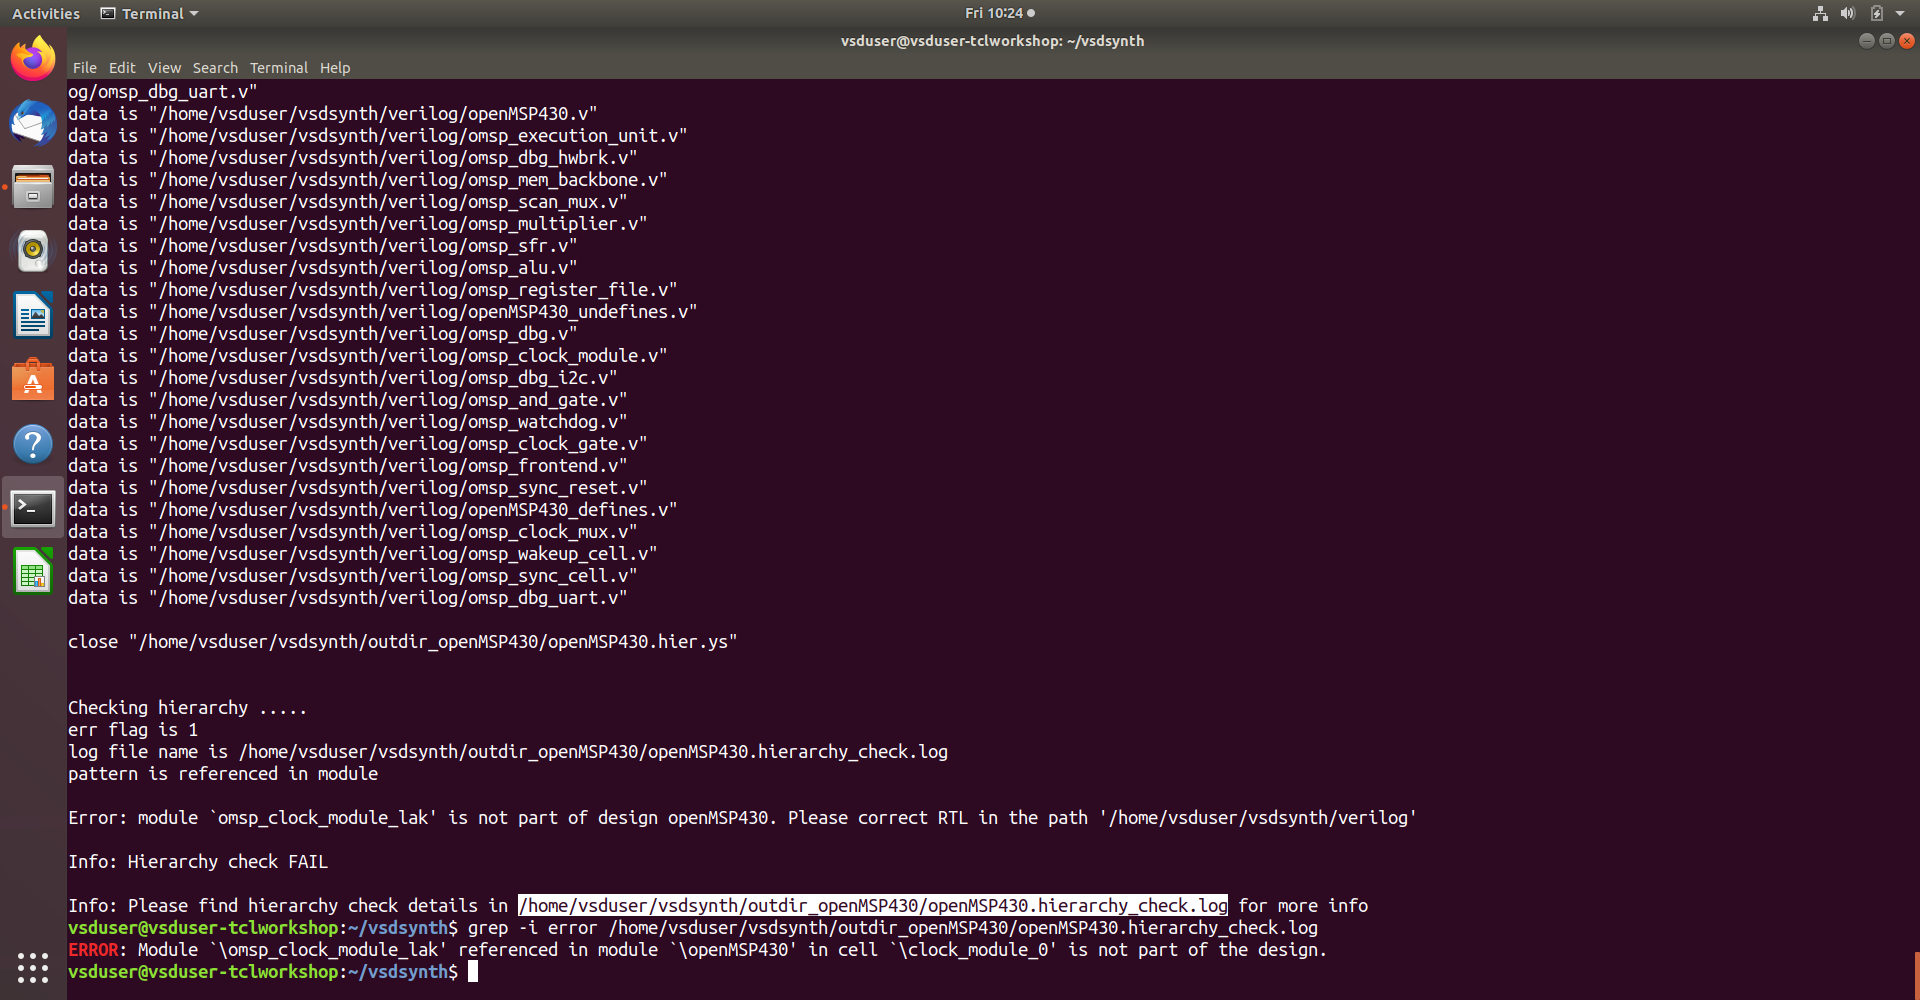 Activities
Terminal
Fri 10:24
vsduser@vsduser-tclworkshop: ~/vsdsynth
File Edit View Search Terminal Help
og/omsp_dbg_uart.v"
data is "/home/vsduser/vsdsynth/verilog/openMSP430.v"
data is "/home/vsduser/vsdsynth/verilog/omsp_execution_unit.v"
data is "/home/vsduser/vsdsynth/verilog/omsp_dbg_hwbrk.v"
data is "/home/vsduser/vsdsynth/verilog/omsp_mem_backbone.v"
data is "/home/vsduser/vsdsynth/verilog/omsp_scan_mux.v"
data is "/home/vsduser/vsdsynth/verilog/omsp_multiplier.v"
data is "/home/vsduser/vsdsynth/verilog/omsp_sfr.v"
data is "/home/vsduser/vsdsynth/verilog/omsp_alu.v"
data is "/home/vsduser/vsdsynth/verilog/omsp_register_file.v"
data is "/home/vsduser/vsdsynth/verilog/openMSP430_undefines.v"
data is "/home/vsduser/vsdsynth/verilog/omsp_dbg.v"
data is "/home/vsduser/vsdsynth/verilog/omsp_clock_module.v"
data is "/home/vsduser/vsdsynth/verilog/omsp_dbg_i2c.v"
data is "/home/vsduser/vsdsynth/verilog/omsp_and_gate.v"
data is "/home/vsduser/vsdsynth/verilog/omsp_watchdog.v"
data is "/home/vsduser/vsdsynth/verilog/omsp_clock_gate.v"
data is "/home/vsduser/vsdsynth/verilog/omsp_frontend.v"
data is "/home/vsduser/vsdsynth/verilog/omsp_sync_reset.v"
data is "/home/vsduser/vsdsynth/verilog/openMSP430_defines.v"
data is "/home/vsduser/vsdsynth/verilog/omsp_clock_mux.v"
data is "/home/vsduser/vsdsynth/verilog/omsp_wakeup_cell.v"
data is "/home/vsduser/vsdsynth/verilog/omsp_sync_cell.v"
data is "/home/vsduser/vsdsynth/verilog/omsp_dbg_uart.v"
close "/home/vsduser/vsdsynth/outdir_openMSP430/openMSP430.hier.ys"
Checking hierarchy .....
err flag is 1
log file name is /home/vsduser/vsdsynth/outdir_openMSP430/openMSP430.hierarchy_check.log
pattern is referenced in module
Error: module `omsp_clock_module_lak' is not part of design openMSP430. Please correct RTL in the path '/home/vsduser/vsdsynth/verilog'
Info: Hierarchy check FAIL
Info: Please find hierarchy check details in /home/vsduser/vsdsynth/outdir_openMSP430/openMSP430.hierarchy_check.log for more info
vsduser@vsduser-tclworkshop:~/vsdsynth$ grep -i error /home/vsduser/vsdsynth/outdir_openMSP430/openMSP430.hierarchy_check.log
ERROR: Module `\omsp_clock_module_lak' referenced in module `\openMSP430' in cell `\clock_module_0' is not part of the design.
vsduser@vsduser-tclworkshop:~/vsdsynth$